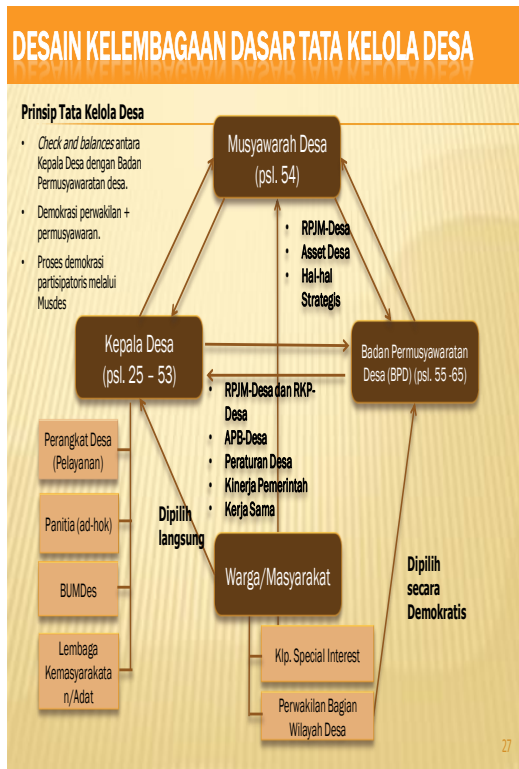 DESAIN KELEMBAGAAN DASAR TATA KELOLA DESA
Prinsip Tata Kelola Desa
• Check and balances antara
Kepala Desa dengan Badan
Permusyawaratan desa.
• Demokrasi perwakilan +
permusyawaran.
• Proses demokrasi
partisipatoris melalui
Musdes
Musyawarah Desa
(psl. 54)
• RPJM-Desa
• Asset Desa
• Hal-hal
Strategis
Kepala Desa
(psl. 25 – 53)
Badan Permusyawaratan
Desa (BPD) (psl. 55 -65)
• RPJM-Desa dan RKP-
Desa
• APB-Desa
• Peraturan Desa
• Kinerja Pemerintah
• Kerja Sama
Perangkat Desa
(Pelayanan)
Panitia (ad-hok)
BUMDes
Lembaga
Kemasyarakata
n/Adat
Dipilih
langsung
Warga/Masyarakat
Dipilih
secara
Demokratis
Klp. Special Interest
Perwakilan Bagian
Wilayah Desa
27